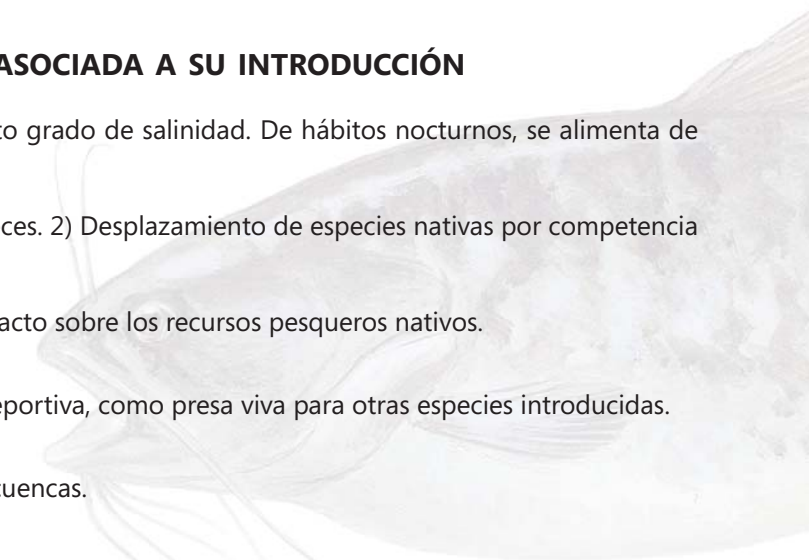 ASOCIADA A SU INTRODUCCIÓN
to grado de salinidad. De hábitos nocturnos, se alimenta de
ces. 2) Desplazamiento de especies nativas por competencia
acto sobre los recursos pesqueros nativos.
eportiva, como presa viva para otras especies introducidas.
cuencas.